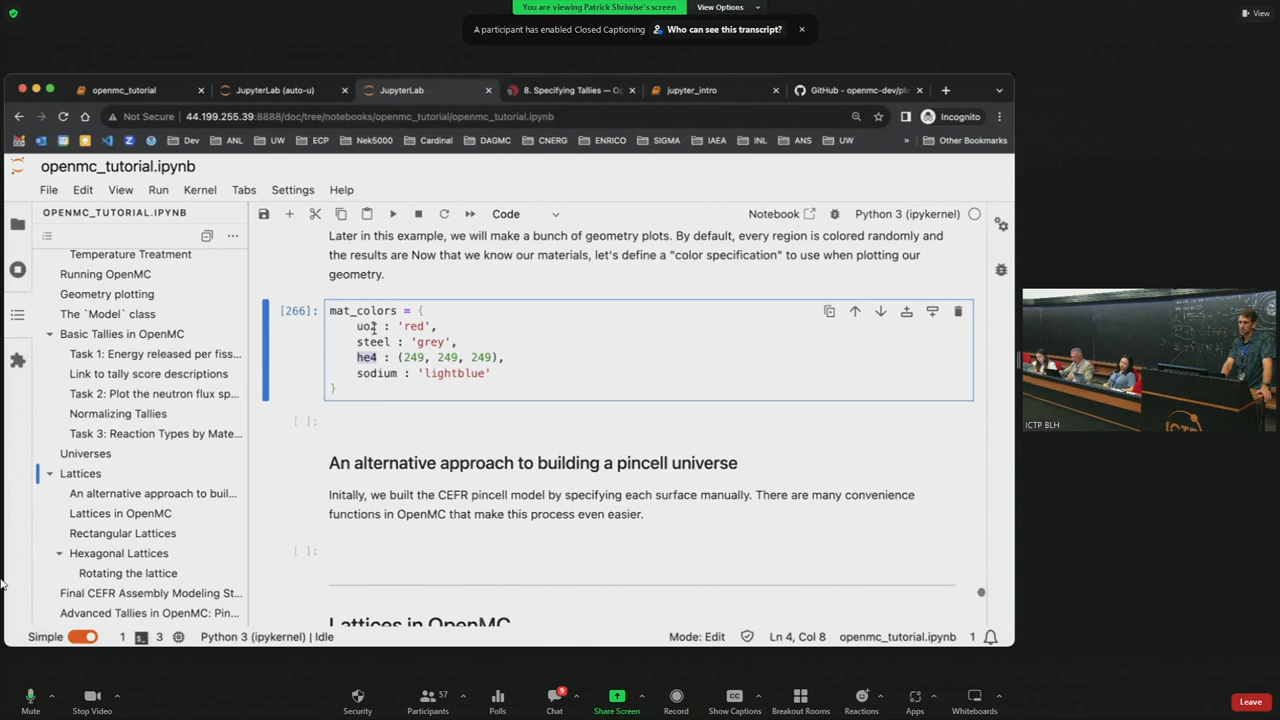 You are viewing Patrick Shriwise's screen View Options
View
A participant has enabled Closed Captioning Who can see this transcript?
openmc_tutorial JupyterLab (auto-u) JupyterLab 8. Specifying Tallies — O jupyter_intro GitHub - openmc-dev/pl
Not Secure 44.199.255.39:8888/doc/tree/notebooks/openmc_tutorial/openmc_tutorial.ipynb Incognito
Dev ANL UW ECP Nek5000 Cardinal DAGMC CNERG ENRICO SIGMA IAEA INL ANS UW » Other Bookmarks
openmc_tutorial.ipynb
File Edit View Run Kernel Tabs Settings Help
OPENMC_TUTORIAL.IPYNB
Code Notebook Python 3 (ipykernel)
Temperature Treatment
Running OpenMC
Geometry plotting
The `Model` class
Basic Tallies in OpenMC
Task 1: Energy released per fiss...
Link to tally score descriptions
Task 2: Plot the neutron flux sp...
Normalizing Tallies
Task 3: Reaction Types by Mate...
Universes
Lattices
An alternative approach to buil...
Lattices in OpenMC
Rectangular Lattices
Hexagonal Lattices
Rotating the lattice
Final CEFR Assembly Modeling St...
Advanced Tallies in OpenMC: Pin...
Later in this example, we will make a bunch of geometry plots. By default, every region is colored randomly and
the results are Now that we know our materials, let's define a "color specification" to use when plotting our
geometry.
[266]: mat_colors = {
uo2 : 'red',
steel : 'grey',
he4 : (249, 249, 249),
sodium : 'lightblue'
}
[ ]:
An alternative approach to building a pincell universe
Initally, we built the CEFR pincell model by specifying each surface manually. There are many convenience
functions in OpenMC that make this process even easier.
[ ]:
Lattices in OpenMC
Simple 1 3 Python 3 (ipykernel) | Idle Mode: Edit Ln 4, Col 8 openmc_tutorial.ipynb 1
ICTP
ICTP BLH
Mute Stop Video Security Participants 57 Polls Chat 9 Share Screen Record Show Captions Breakout Rooms Reactions Apps Whiteboards Leave